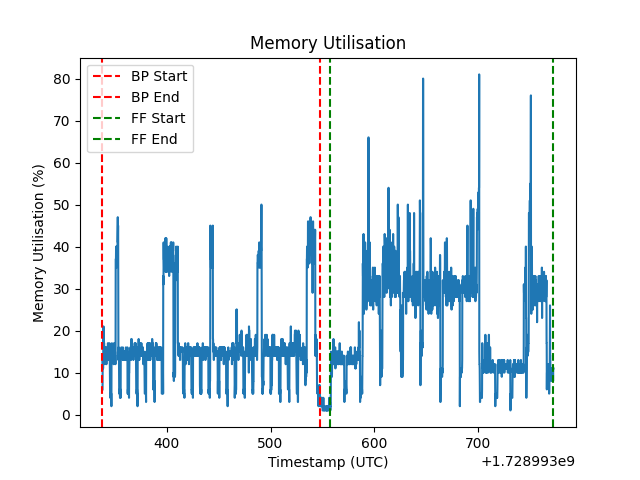 Memory Utilisation
BP Start
BP End
FF Start
FF End
80
70
60
50
40
30
20
10
0
Memory Utilisation (%)
400
500
600
700
Timestamp (UTC)
+1.728993e9